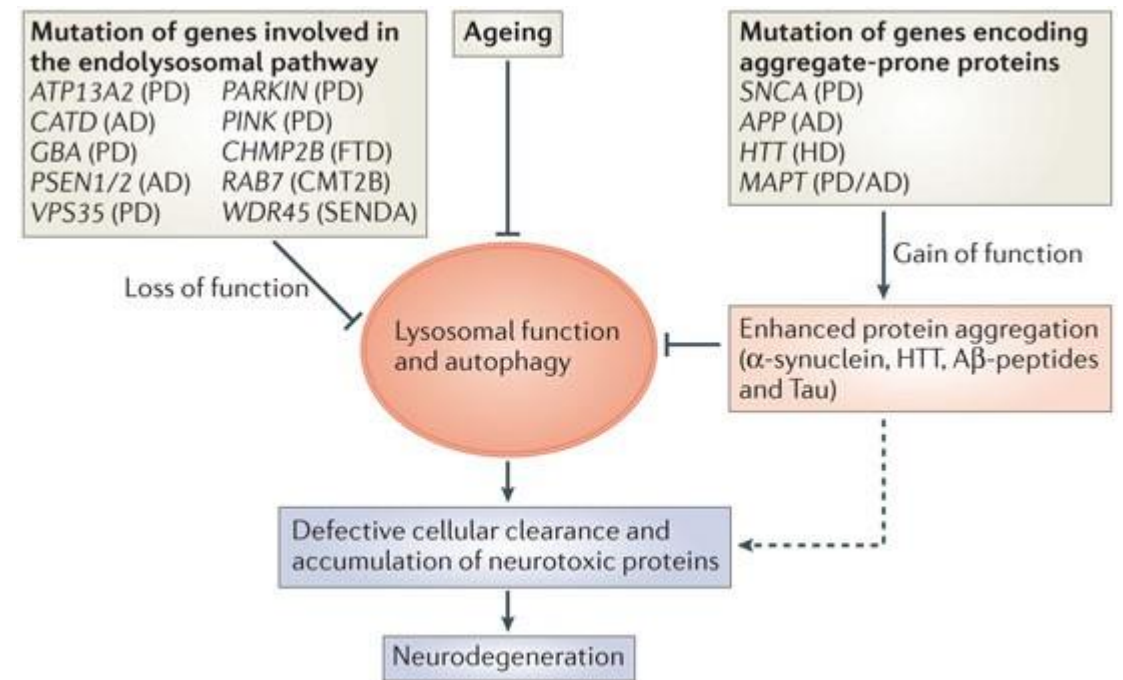 Mutation of genes involved in
the endolysosomal pathway
ATP13A2 (PD) PARKIN (PD)
CATD (AD) PINK (PD)
GBA (PD) CHMP2B (FTD)
PSEN1/2 (AD) RAB7 (CMT2B)
VPS35 (PD) WDR45 (SENDA)
Ageing
Mutation of genes encoding
aggregate-prone proteins
SNCA (PD)
APP (AD)
HTT (HD)
MAPT (PD/AD)
Loss of function
Gain of function
Lysosomal function
and autophagy
Enhanced protein aggregation
(α-synuclein, HTT, Aβ-peptides
and Tau)
Defective cellular clearance and
accumulation of neurotoxic proteins
Neurodegeneration